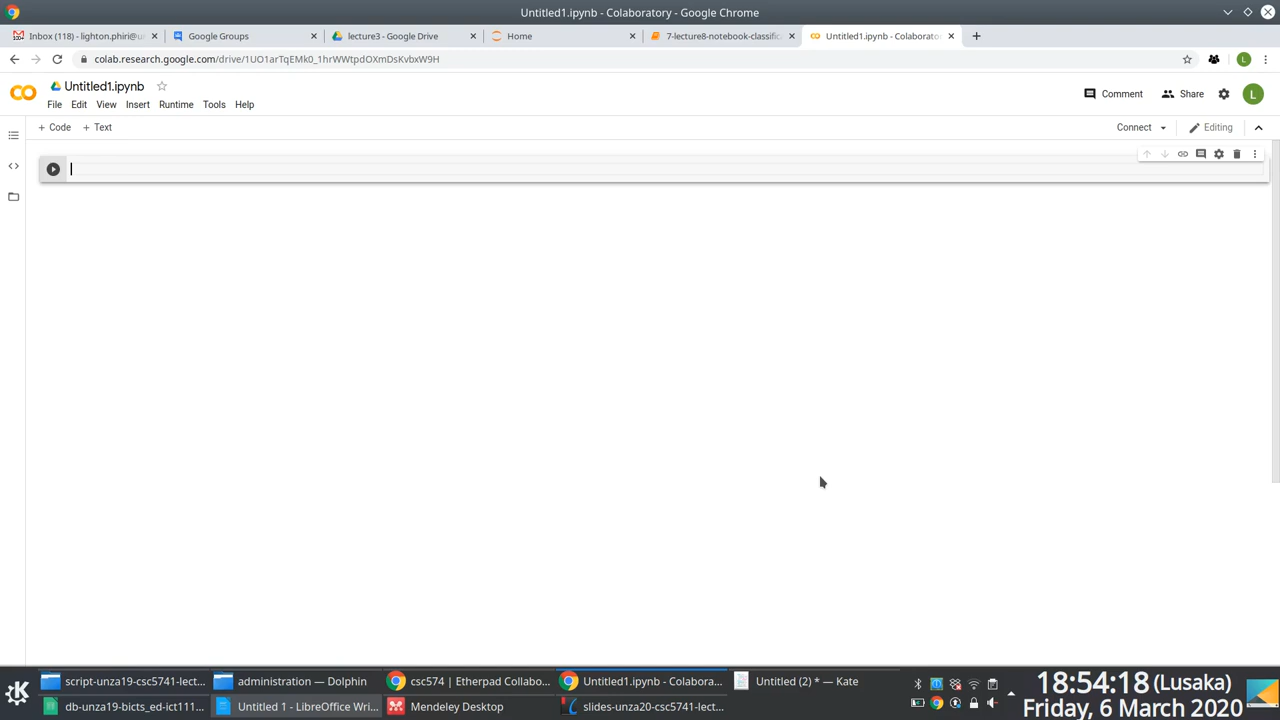 Untitled1.ipynb - Colaboratory - Google Chrome
Inbox (118) - lighton.phiri@u
Google Groups
lecture3 - Google Drive
Home
7-lecture8-notebook-classific
Untitled1.ipynb - Colaborator
colab.research.google.com/drive/1UO1arTqEMk0_1hrWWtpdOXmDsKvbxW9H
L
Untitled1.ipynb
File Edit View Insert Runtime Tools Help
Comment
Share
L
+ Code + Text
Connect
Editing
script-unza19-csc5741-lect...
administration — Dolphin
csc574 | Etherpad Collabo...
Untitled1.ipynb - Colabora...
Untitled (2) * — Kate
db-unza19-bicts_ed-ict111...
Untitled 1 - LibreOffice Wri...
Mendeley Desktop
slides-unza20-csc5741-lect...
18:54:18 (Lusaka)
Friday, 6 March 2020